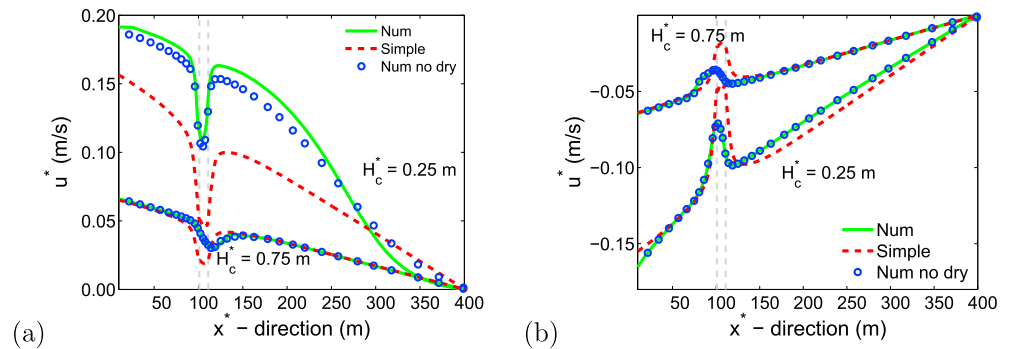 0.20
0.15
0.10
0.05
0.00
u* (m/s)
Num
Simple
Num no dry
H*c = 0.25 m
H*c = 0.75 m
50 100 150 200 250 300 350 400
x* − direction (m)
(a)
−0.05
−0.10
−0.15
u* (m/s)
H*c = 0.75 m
H*c = 0.25 m
Num
Simple
Num no dry
50 100 150 200 250 300 350 400
x* − direction (m)
(b)